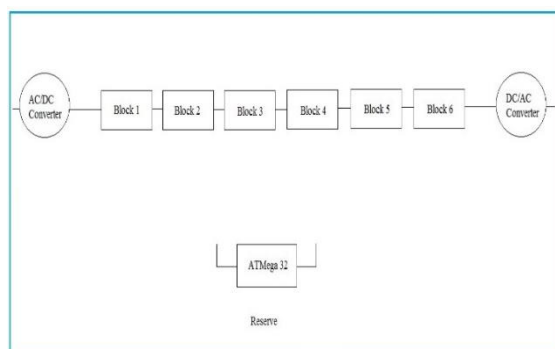 AC/DC
Converter
Block 1
Block 2
Block 3
Block 4
Block 5
Block 6
DC/AC
Converter
ATMega 32
Reserve